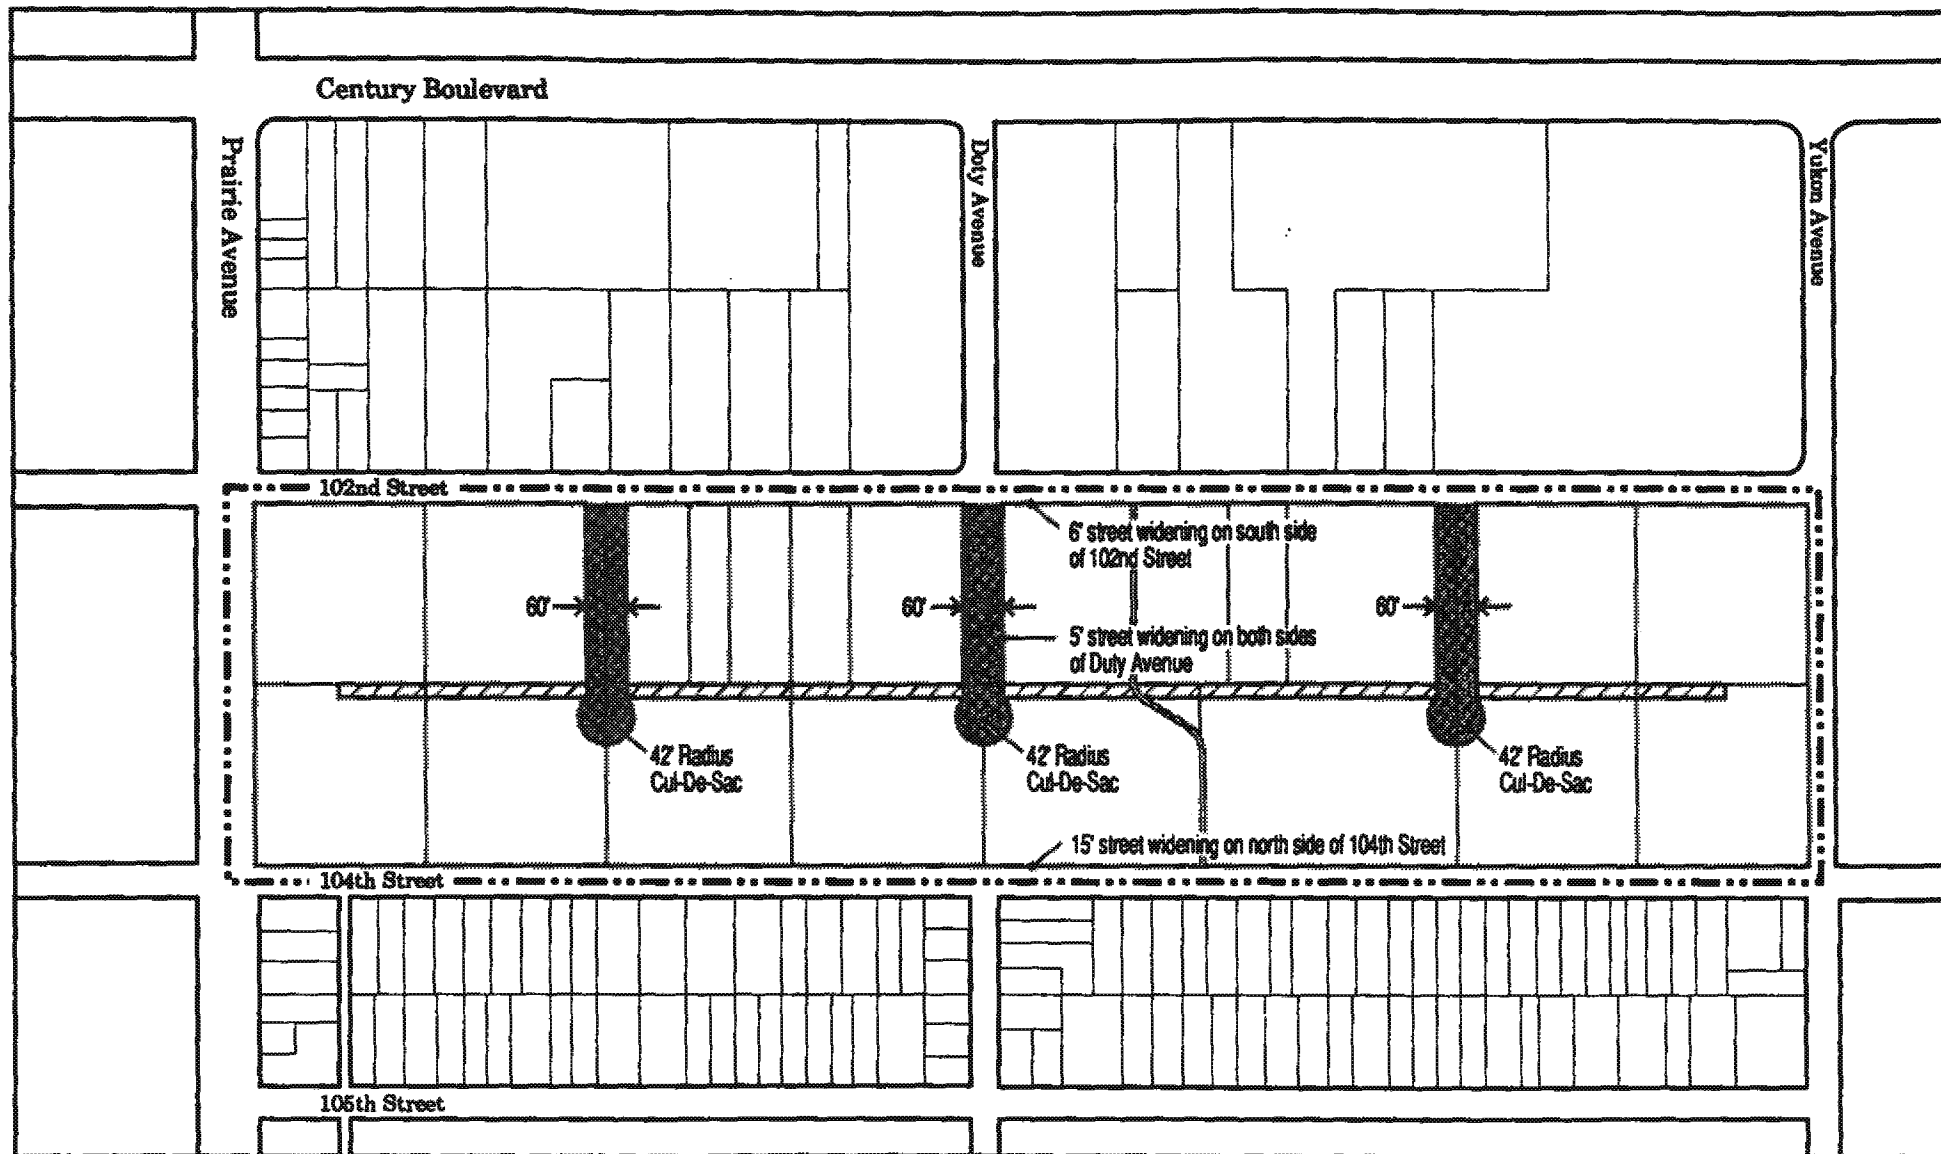 Century Boulevard
Prairie Avenue
Doty Avenue
Yukon Avenue
102nd Street
6' street widening on south side
of 102nd Street
60'
60'
60'
5' street widening on both sides
of Duty Avenue
42' Radius
Cul-De-Sac
42' Radius
Cul-De-Sac
42' Radius
Cul-De-Sac
15' street widening on north side of 104th Street
104th Street
105th Street